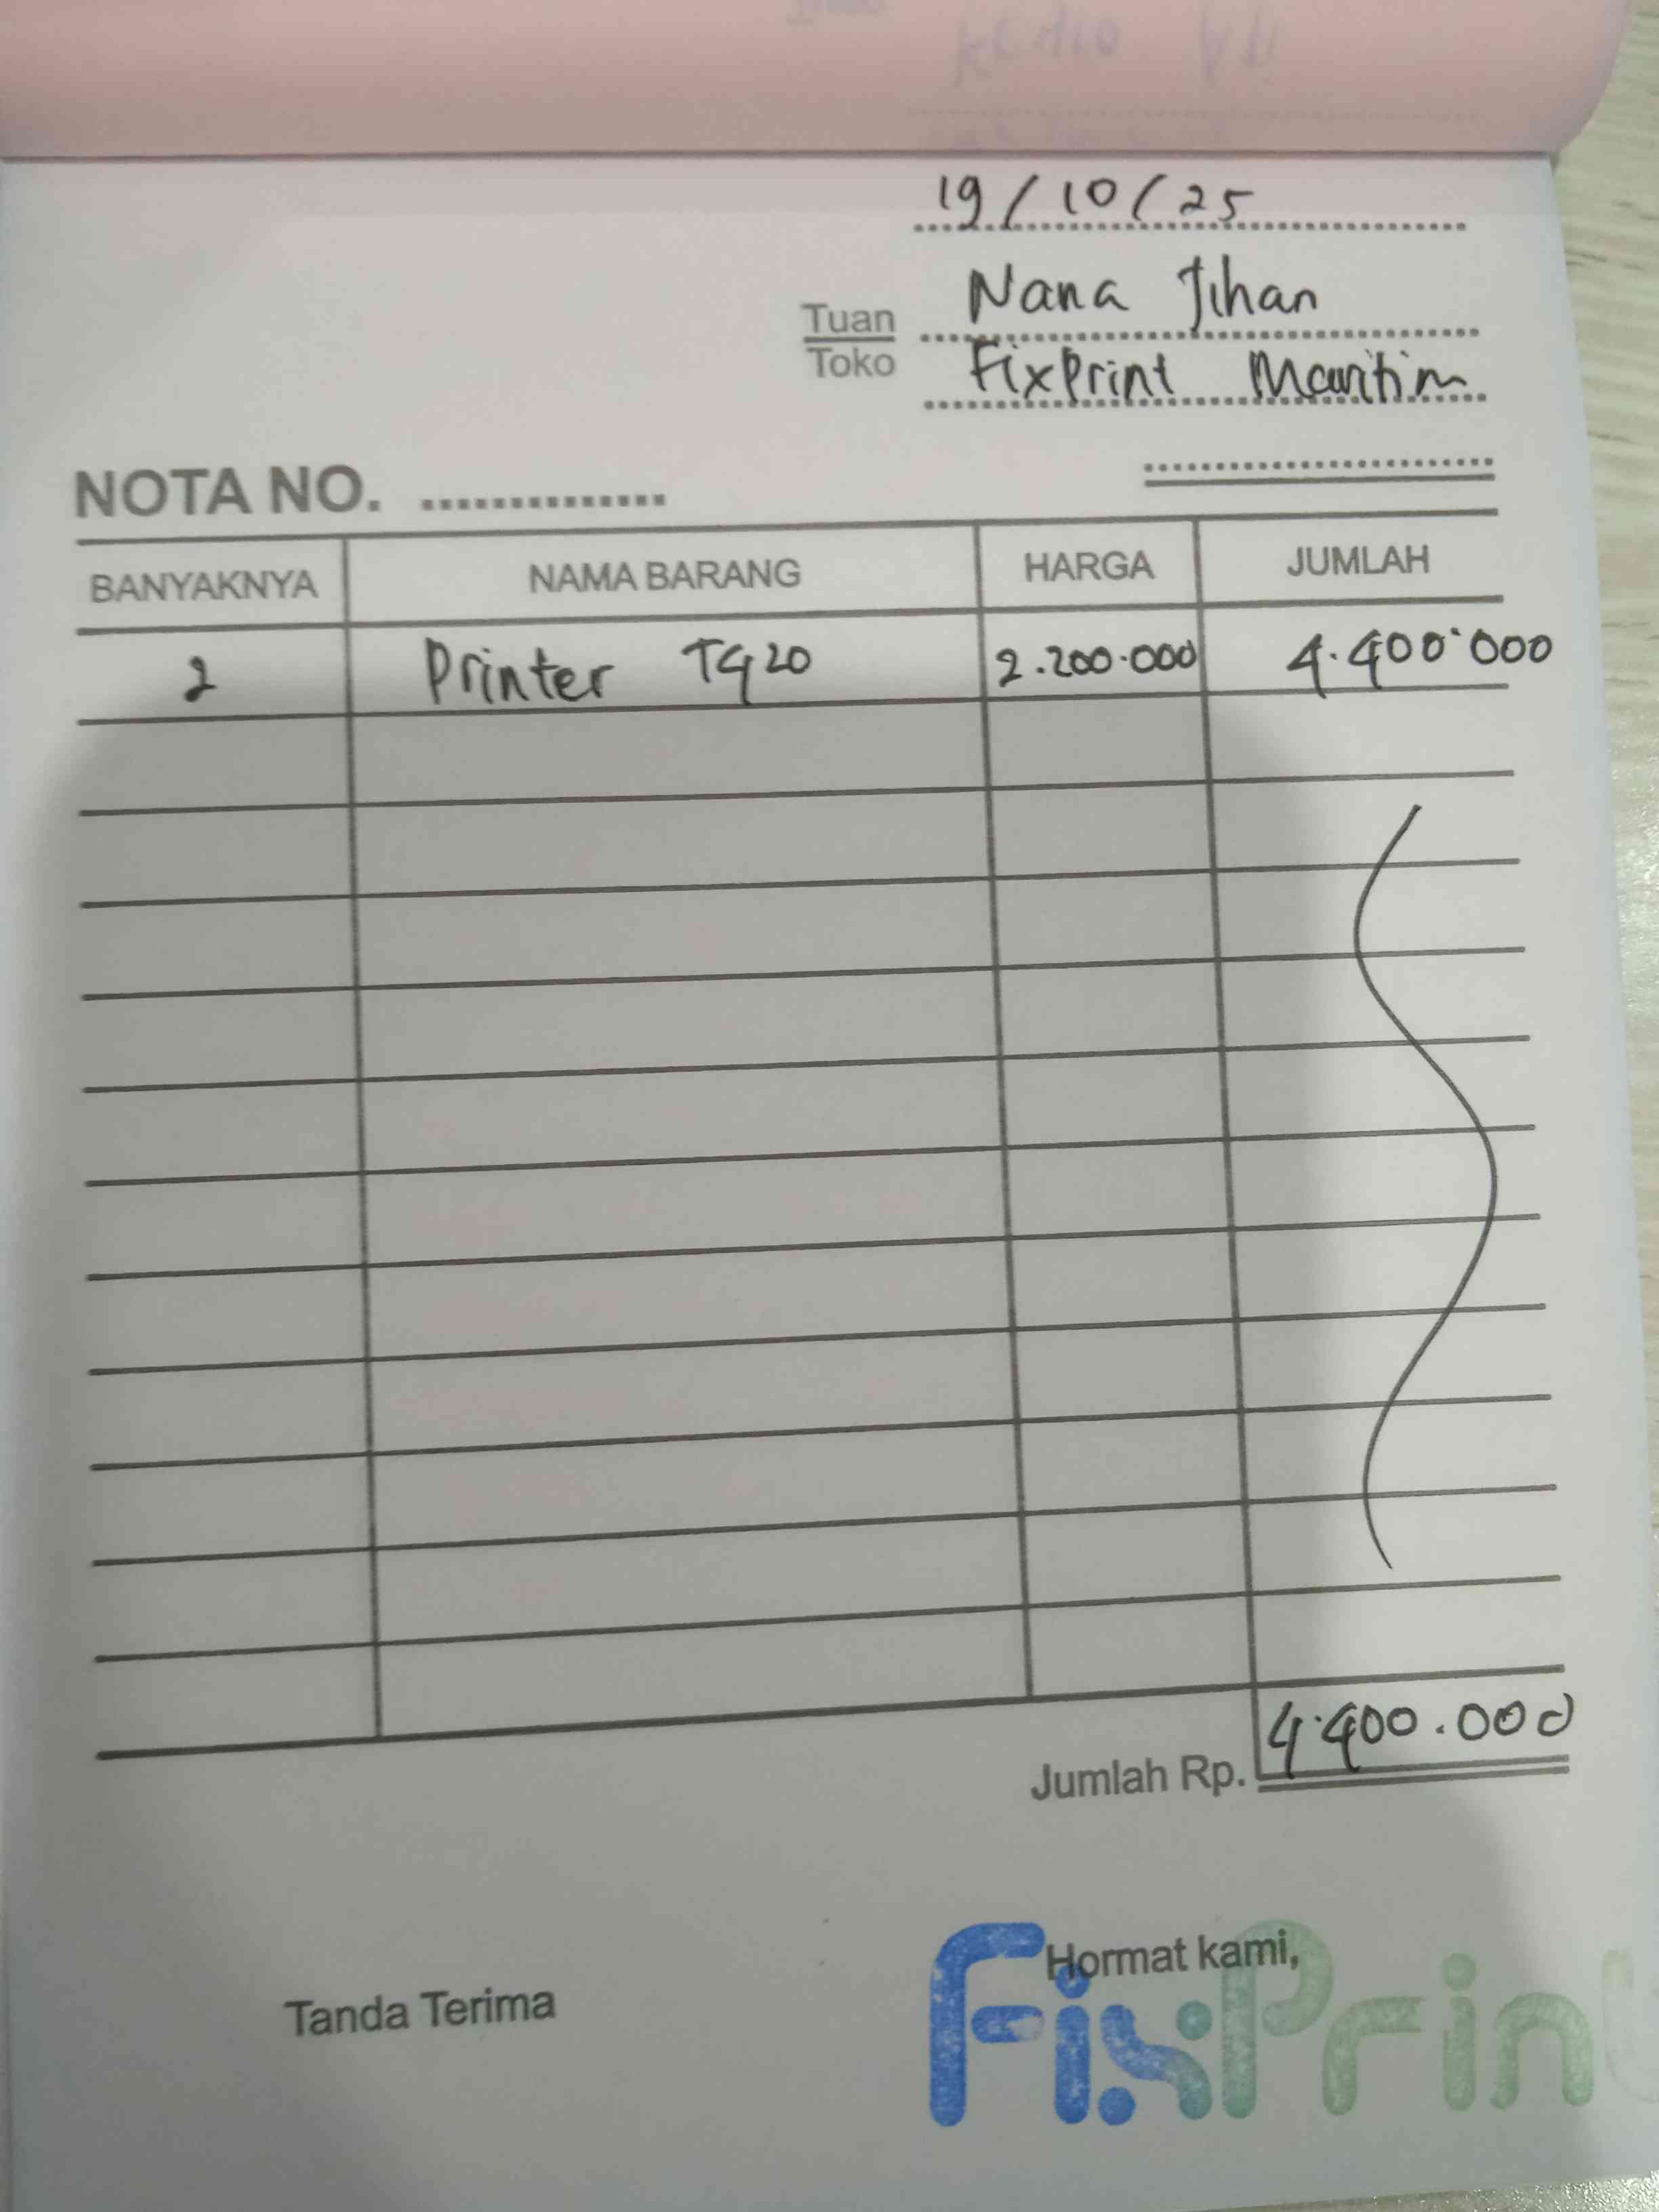 19/10/25
Tuan Nana Jihan
Toko FixPrint Maritim
NOTA NO. ..............
BANYAKNYA NAMA BARANG HARGA JUMLAH
2 Printer T420 2.200.000 4.400.000
Jumlah Rp. 4.400.000
Tanda Terima Hormat kami,
FixPrint